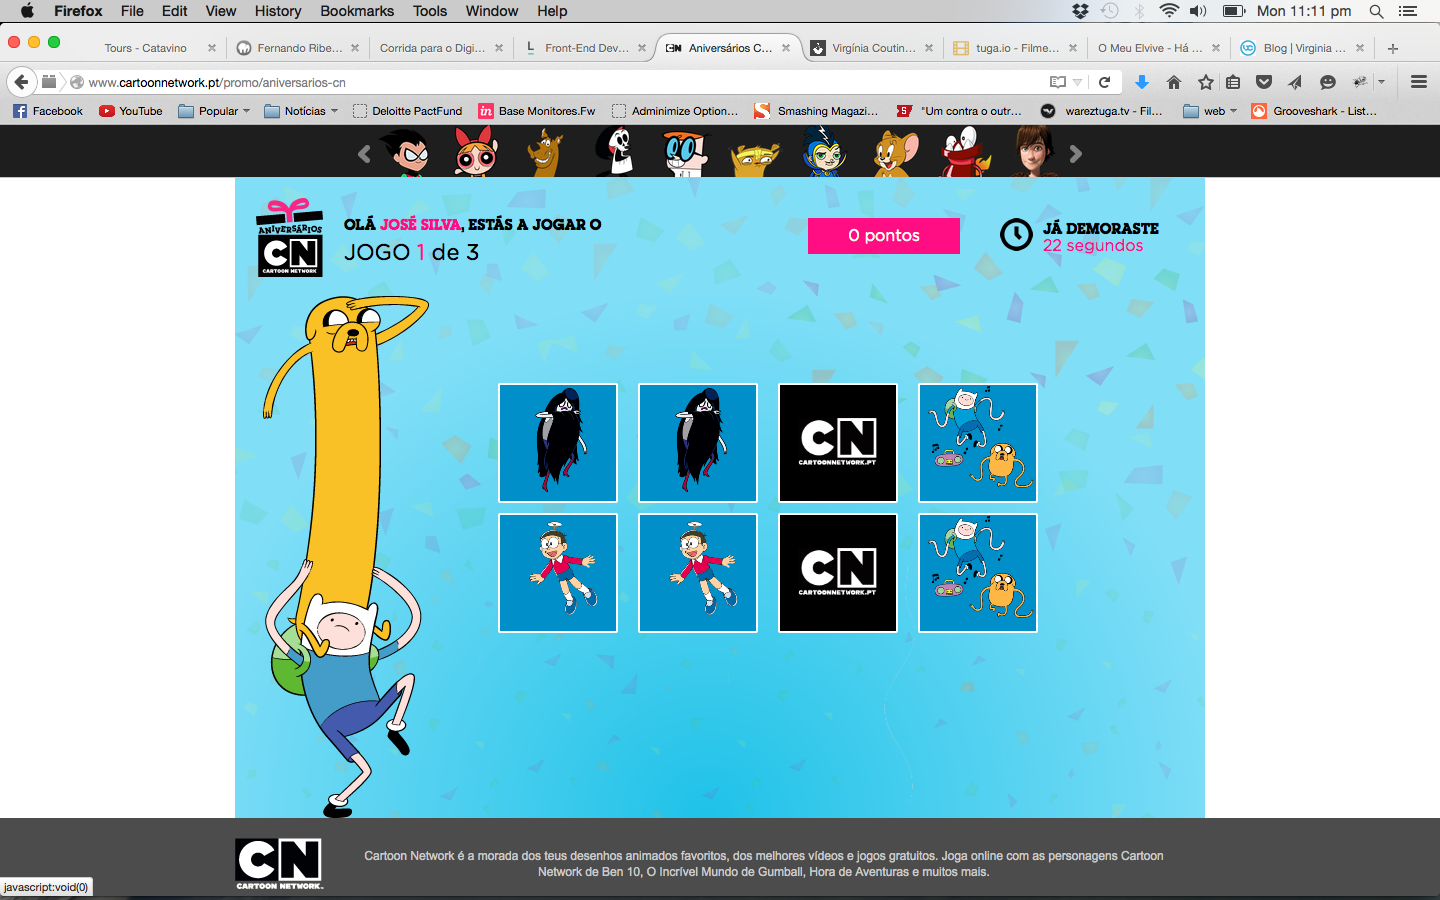 Firefox File Edit View History Bookmarks Tools Window Help Mon 11:11 pm
Tours - Catavino Fernando Ribe... Corrida para o Digi... Front-End Dev... Aniversários C... Virgínia Coutin... tuga.io - Filme... O Meu Elvive - Há ... Blog | Virginia ...
www.cartoonnetwork.pt/promo/aniversarios-cn
Facebook YouTube Popular Notícias Deloitte PactFund Base Monitores.Fw Adminimize Option... Smashing Magazi... "Um contra o outr... wareztuga.tv - Fil... web Grooveshark - List...
ANIVERSÁRIOS
CN
CARTOON NETWORK
OLÁ JOSÉ SILVA, ESTÁS A JOGAR O
JOGO 1 de 3
0 pontos
JÁ DEMORASTE
22 segundos
CN
CARTOONNETWORK.PT
CN
CARTOONNETWORK.PT
CN
CARTOON NETWORK.
Cartoon Network é a morada dos teus desenhos animados favoritos, dos melhores vídeos e jogos gratuitos. Joga online com as personagens Cartoon
Network de Ben 10, O Incrível Mundo de Gumball, Hora de Aventuras e muitos mais.
javascript:void(0)